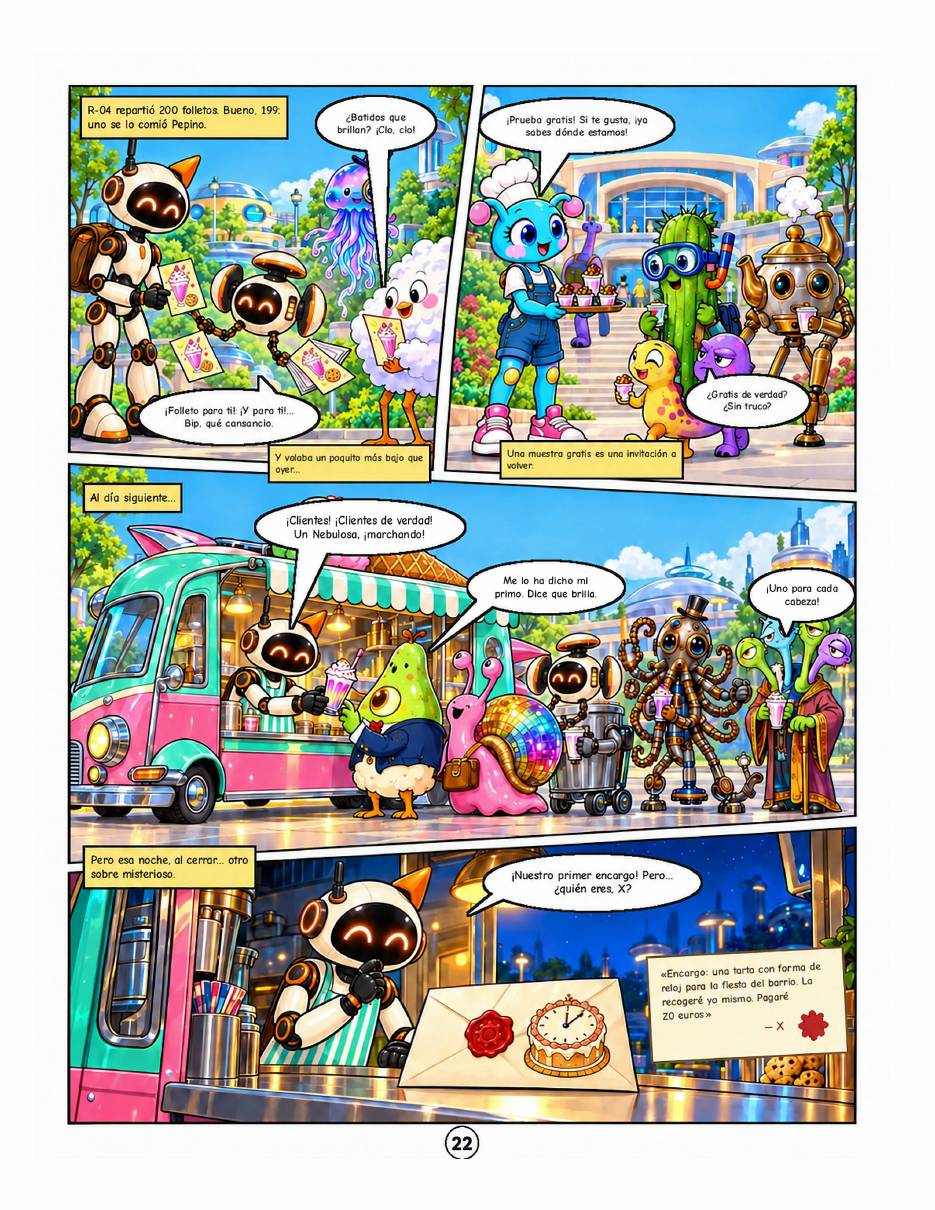 R-04 repartió 200 folletos. Bueno, 199:
uno se lo comió Pepino.
¿Batidos que
brillan? ¡Clo, clo!
¡Folleto para ti! ¡Y para ti!...
Bip, qué cansancio.
Y volaba un poquito más bajo que
ayer...
¡Prueba gratis! Si te gusta, ¡ya
sabes dónde estamos!
¿Gratis de verdad?
¿Sin truco?
Una muestra gratis es una invitación a
volver.
Al día siguiente...
¡Clientes! ¡Clientes de verdad!
Un Nebulosa, ¡marchando!
Me lo ha dicho mi
primo. Dice que brilla.
¡Uno para cada
cabeza!
Pero esa noche, al cerrar... otro
sobre misterioso.
¡Nuestro primer encargo! Pero...
¿quién eres, X?
«Encargo: una tarta con forma de
reloj para la fiesta del barrio. La
recogeré yo mismo. Pagaré
20 euros»
— X
22